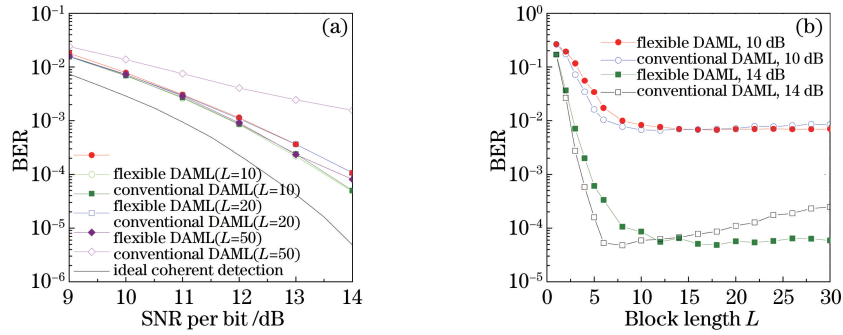 (a)
10⁻¹
10⁻²
10⁻³
10⁻⁴
10⁻⁵
10⁻⁶
BER
flexible DAML(L=10)
conventional DAML(L=10)
flexible DAML(L=20)
conventional DAML(L=20)
flexible DAML(L=50)
conventional DAML(L=50)
ideal coherent detection
9 10 11 12 13 14
SNR per bit /dB
(b)
10⁰
10⁻¹
10⁻²
10⁻³
10⁻⁴
10⁻⁵
BER
flexible DAML, 10 dB
conventional DAML, 10 dB
flexible DAML, 14 dB
conventional DAML, 14 dB
0 5 10 15 20 25 30
Block length L